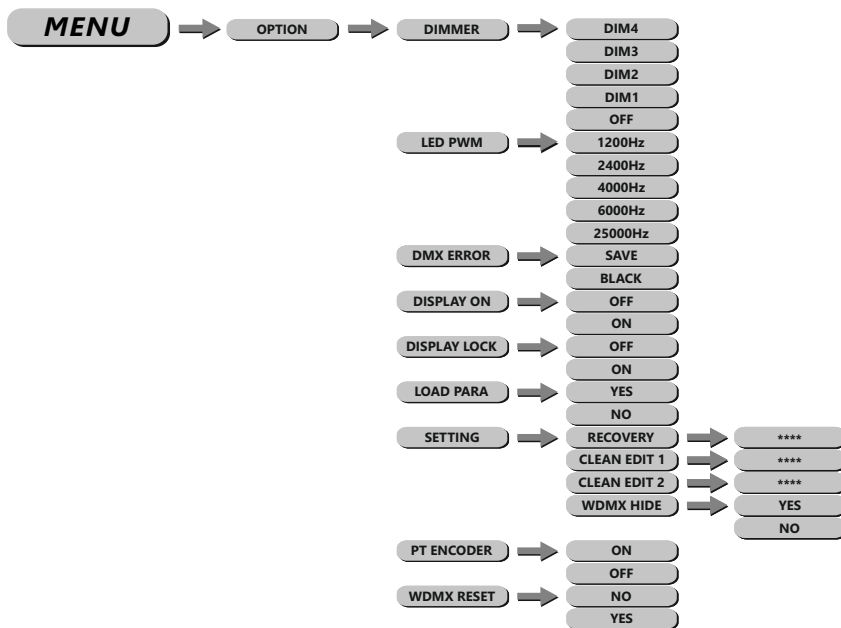 MENU OPTION DIMMER DIM4
DIM3
DIM2
DIM1
OFF
LED PWM 1200Hz
2400Hz
4000Hz
6000Hz
25000Hz
DMX ERROR SAVE
BLACK
DISPLAY ON OFF
ON
DISPLAY LOCK OFF
ON
LOAD PARA YES
NO
SETTING RECOVERY ****
CLEAN EDIT 1 ****
CLEAN EDIT 2 ****
WDMX HIDE YES
NO
PT ENCODER ON
OFF
WDMX RESET NO
YES